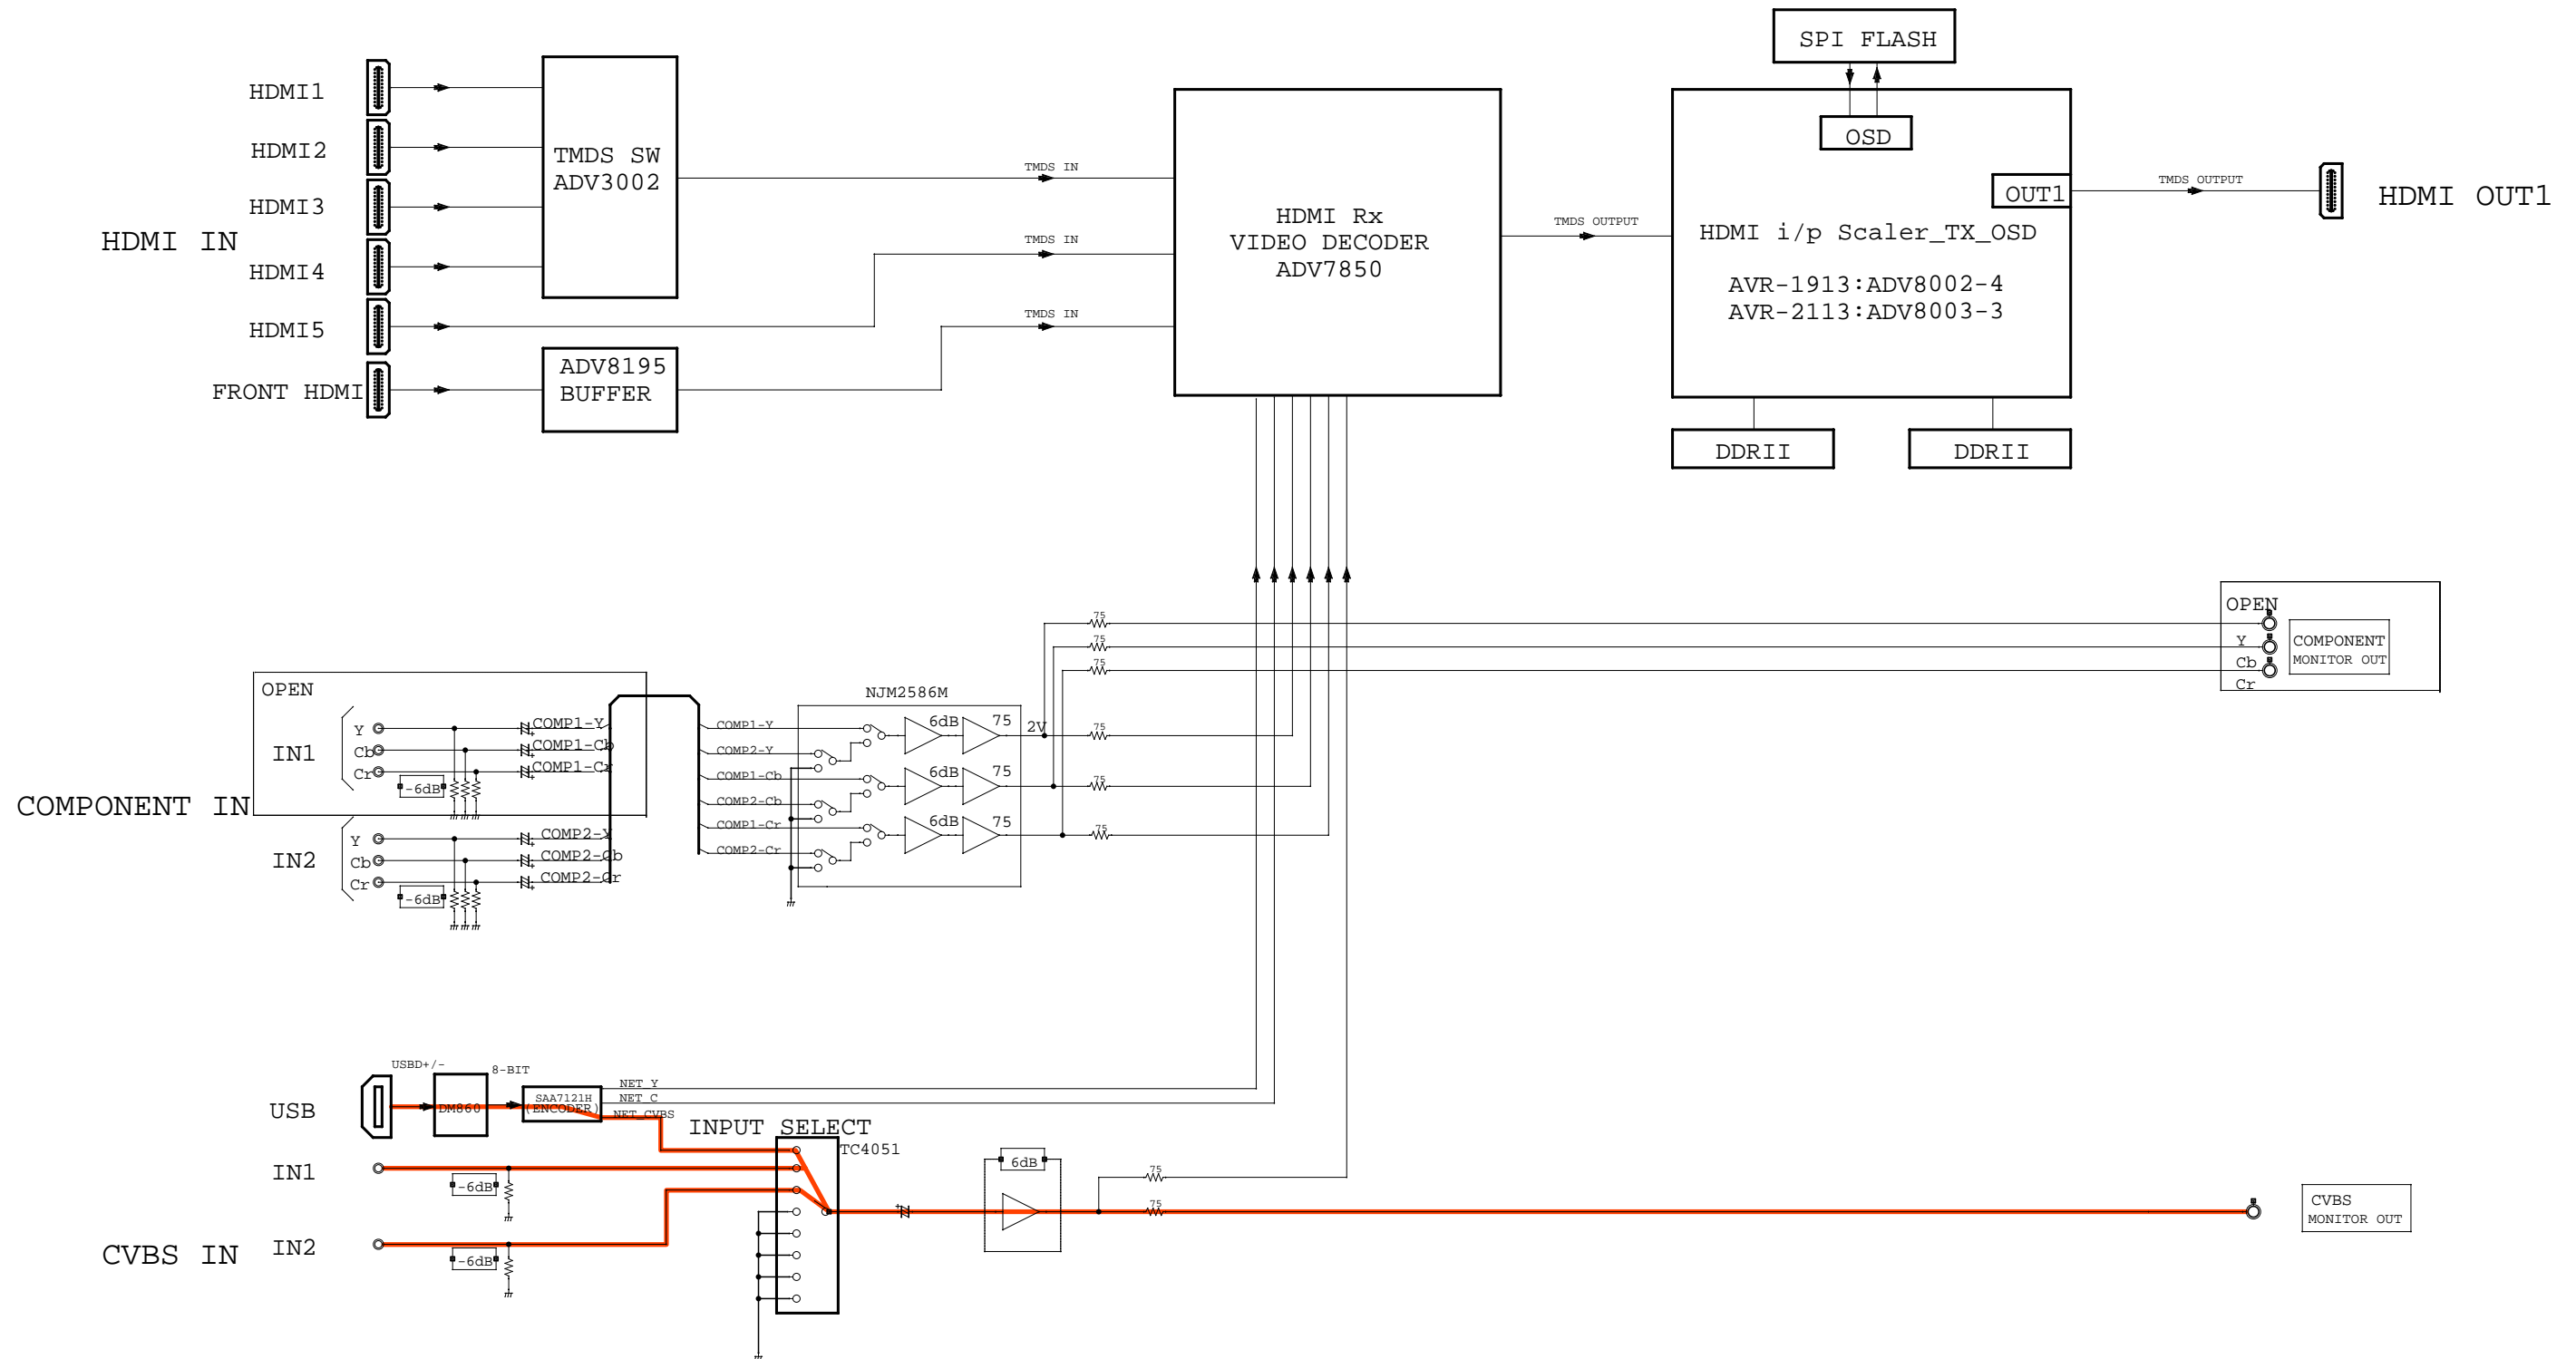 SPI FLASH
OSD
OUT1
HDMI1
HDMI2
HDMI3
HDMI IN
HDMI4
HDMI5
FRONT HDMI
TMDS SW
ADV3002
ADV8195
BUFFER
TMDS IN
TMDS IN
TMDS IN
HDMI Rx
VIDEO DECODER
ADV7850
TMDS OUTPUT
HDMI i/p Scaler_TX_OSD
AVR-1913:ADV8002-4
AVR-2113:ADV8003-3
TMDS OUTPUT
HDMI OUT1
DDRII
DDRII
75
75
75
OPEN
Y
Cb
Cr
COMPONENT
MONITOR OUT
COMPONENT IN
OPEN
IN1
Y
Cb
Cr
-6dB
COMP1-Y
COMP1-Cb
COMP1-Cr
IN2
Y
Cb
Cr
-6dB
COMP2-Y
COMP2-Cb
COMP2-Cr
NJM2586M
COMP1-Y
COMP2-Y
COMP1-Cb
COMP2-Cb
COMP1-Cr
COMP2-Cr
6dB
75
2V
75
6dB
75
75
6dB
75
75
USB
USBD+/-
DM860
8-BIT
SAA7121H
(ENCODER)
NET_Y
NET_C
NET_CVBS
INPUT SELECT
TC4051
CVBS IN
IN1
-6dB
IN2
-6dB
6dB
75
75
CVBS
MONITOR OUT